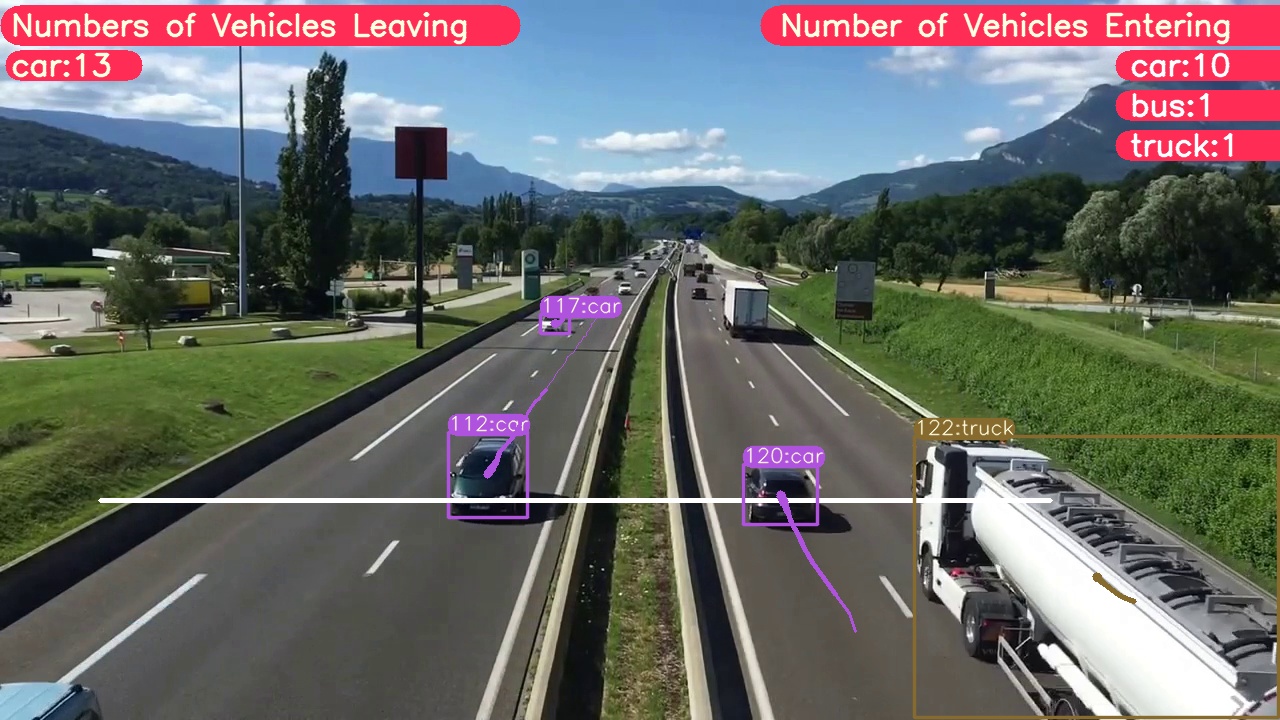 Numbers of Vehicles Leaving
Number of Vehicles Entering
car:13
car:10
bus:1
truck:1
117:car
112:car
122:truck
120:car